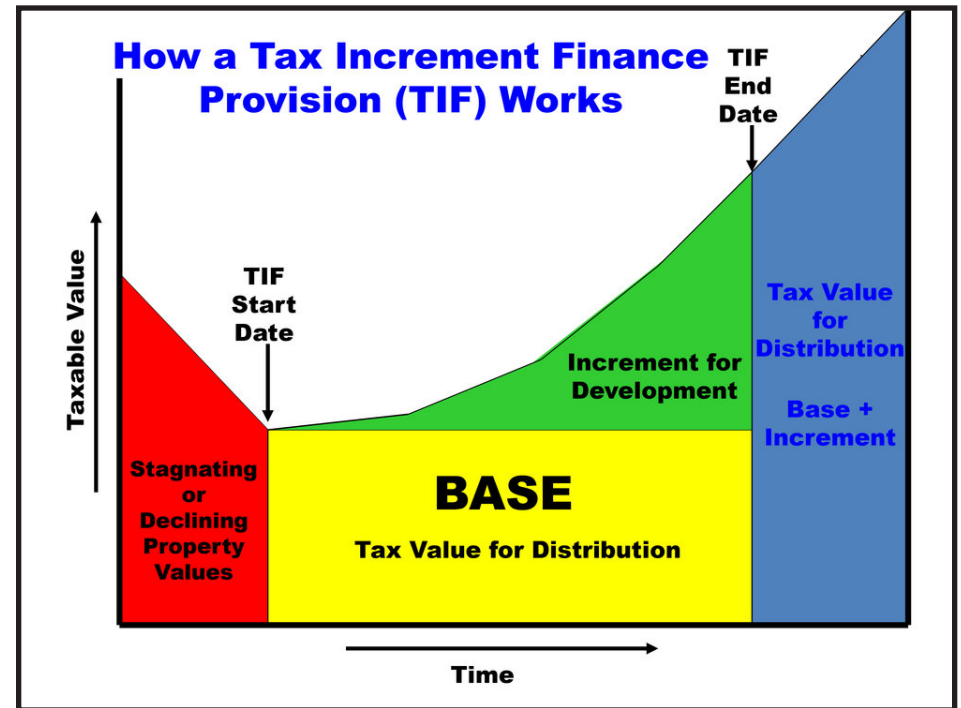 How a Tax Increment Finance
Provision (TIF) Works
TIF
End
Date
Taxable Value
TIF
Start
Date
Tax Value
for
Distribution
Base +
Increment
Increment for
Development
Stagnating
or
Declining
Property
Values
BASE
Tax Value for Distribution
Time